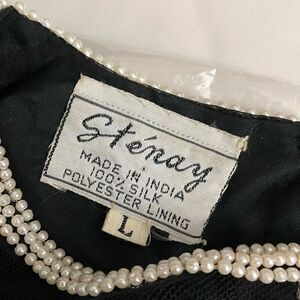 Sténay
MADE IN INDIA
100% SILK
POLYESTER LINING
L